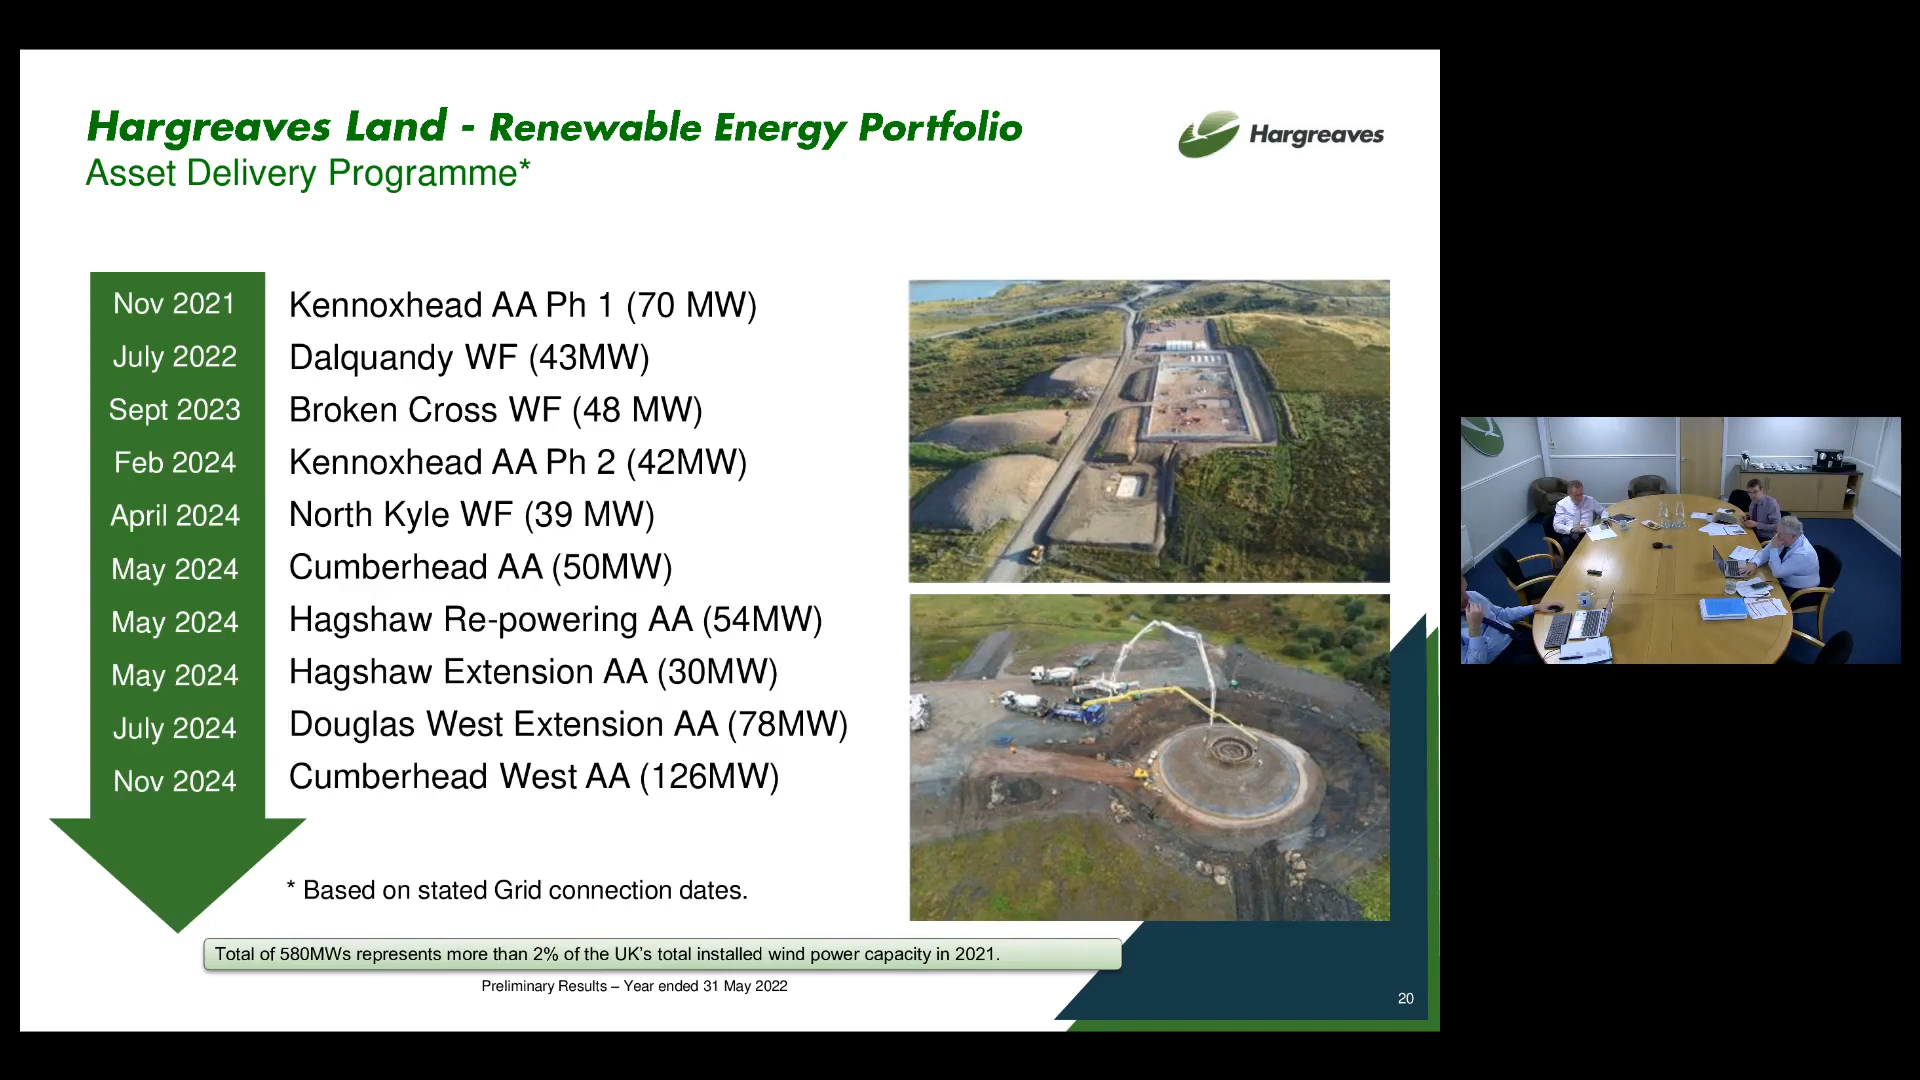 Hargreaves Land - Renewable Energy Portfolio
Asset Delivery Programme*
Hargreaves
Nov 2021 Kennoxhead AA Ph 1 (70 MW)
July 2022 Dalquandy WF (43MW)
Sept 2023 Broken Cross WF (48 MW)
Feb 2024 Kennoxhead AA Ph 2 (42MW)
April 2024 North Kyle WF (39 MW)
May 2024 Cumberhead AA (50MW)
May 2024 Hagshaw Re-powering AA (54MW)
May 2024 Hagshaw Extension AA (30MW)
July 2024 Douglas West Extension AA (78MW)
Nov 2024 Cumberhead West AA (126MW)
* Based on stated Grid connection dates.
Total of 580MWs represents more than 2% of the UK’s total installed wind power capacity in 2021.
Preliminary Results – Year ended 31 May 2022
20